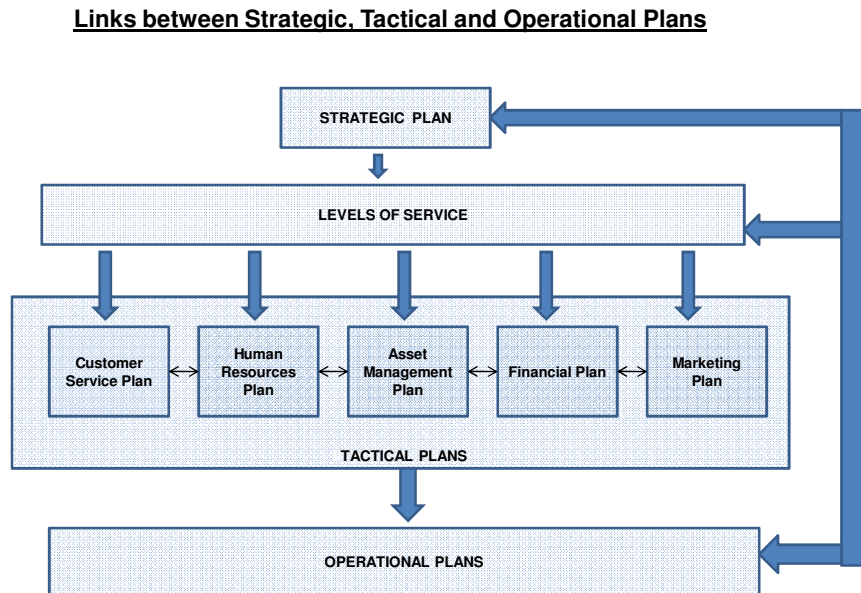 Links between Strategic, Tactical and Operational Plans
STRATEGIC PLAN
LEVELS OF SERVICE
Customer
Service Plan
Human
Resources
Plan
Asset
Management
Plan
Financial Plan
Marketing
Plan
TACTICAL PLANS
OPERATIONAL PLANS